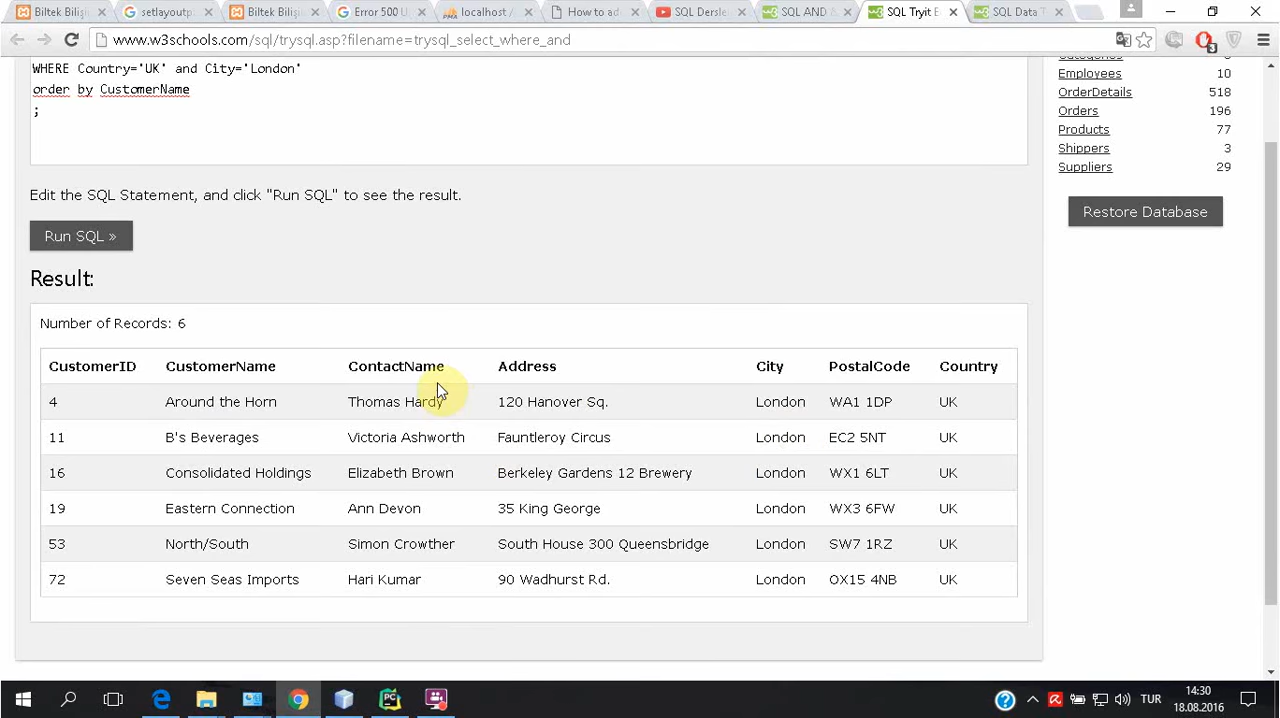 Biltek Biliş
setlayoutp
Biltek Biliş
Error 500
localhost /
How to ad
SQL Ders
SQL AND
SQL Tryit E
SQL Data T
www.w3schools.com/sql/trysql.asp?filename=trysql_select_where_and
WHERE Country='UK' and City='London'
order by CustomerName
;
Employees 10
OrderDetails 518
Orders 196
Products 77
Shippers 3
Suppliers 29
Restore Database
Edit the SQL Statement, and click "Run SQL" to see the result.
Run SQL »
Result:
Number of Records: 6
CustomerID CustomerName ContactName Address City PostalCode Country
4 Around the Horn Thomas Hardy 120 Hanover Sq. London WA1 1DP UK
11 B's Beverages Victoria Ashworth Fauntleroy Circus London EC2 5NT UK
16 Consolidated Holdings Elizabeth Brown Berkeley Gardens 12 Brewery London WX1 6LT UK
19 Eastern Connection Ann Devon 35 King George London WX3 6FW UK
53 North/South Simon Crowther South House 300 Queensbridge London SW7 1RZ UK
72 Seven Seas Imports Hari Kumar 90 Wadhurst Rd. London OX15 4NB UK
TUR
14:30
18.08.2016